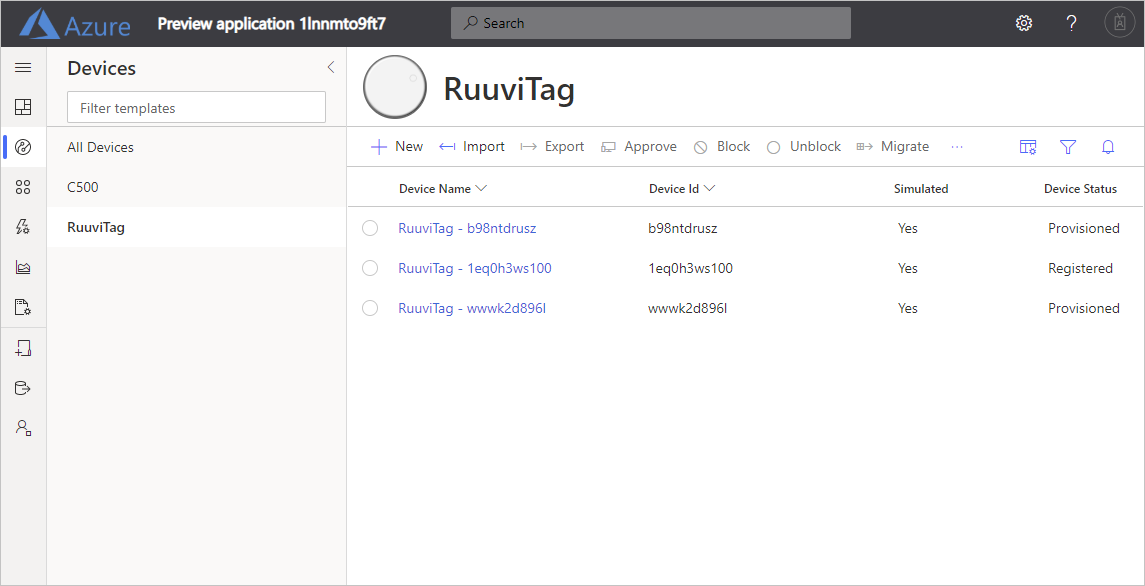 Azure Preview application 1lnnmto9ft7 Search ?
Devices
Filter templates
All Devices
C500
RuuviTag
RuuviTag
New Import Export Approve Block Unblock Migrate ...
Device Name Device Id Simulated Device Status
RuuviTag - b98ntdrusz b98ntdrusz Yes Provisioned
RuuviTag - 1eq0h3ws100 1eq0h3ws100 Yes Registered
RuuviTag - wwwk2d896l wwwk2d896l Yes Provisioned